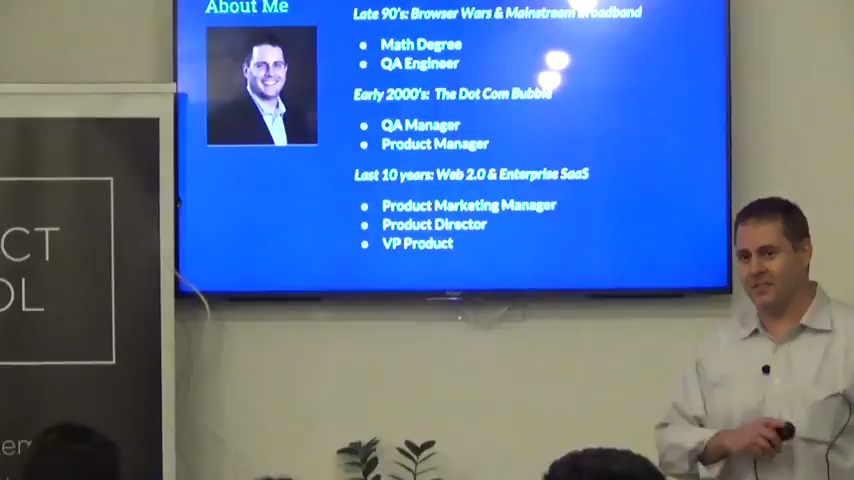 About Me
Late 90's: Browser Wars & Mainstream Broadband
Math Degree
QA Engineer
Early 2000's: The Dot Com Bubble
QA Manager
Product Manager
Last 10 years: Web 2.0 & Enterprise SaaS
Product Marketing Manager
Product Director
VP Product
CT
OL